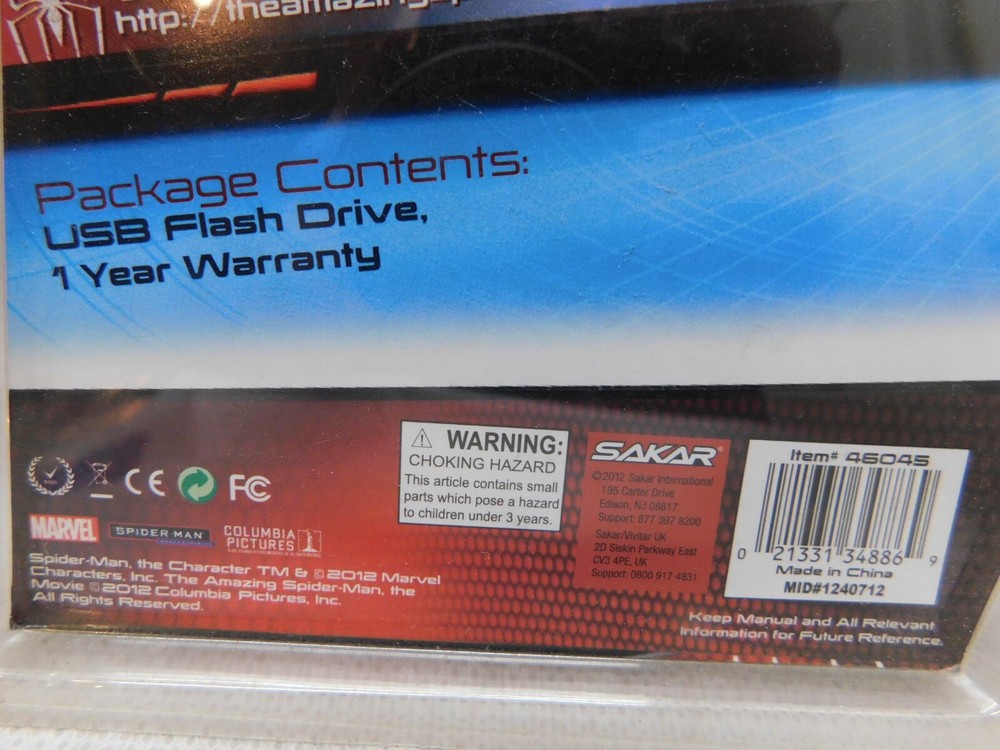 http://theamazing
Package Contents:
USB Flash Drive,
1 Year Warranty
CE FC
MARVEL SPIDER MAN COLUMBIA PICTURES
Spider-Man, the Character TM & ©2012 Marvel
Characters, Inc. The Amazing Spider-Man, the
Movie ©2012 Columbia Pictures, Inc.
All Rights Reserved.
WARNING:
CHOKING HAZARD
This article contains small
parts which pose a hazard
to children under 3 years.
SAKAR®
©2012 Sakar International
195 Carter Drive
Edison, NJ 08817
Support: 877 397 8200
Sakar/Vivitar UK
2D Siskin Parkway East
CV3 4PE, UK
Support: 0800 917 4831
Item# 46045
0 21331 34886 9
Made in China
MID#1240712
Keep Manual and All Relevant
Information for Future Reference.